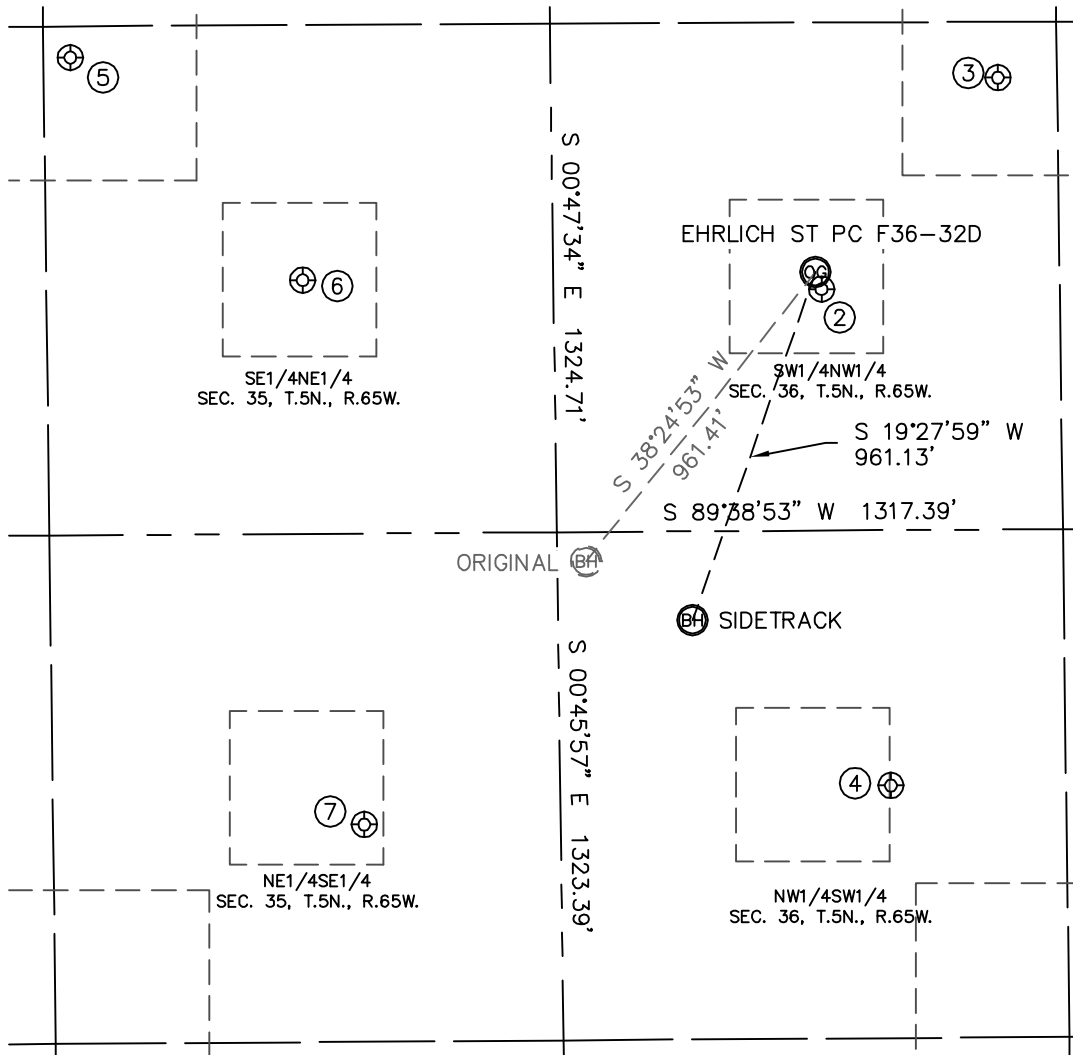 5
3
S 00°47'34" E 1324.71'
EHRLICH ST PC F36-32D
OG
6
2
SE1/4NE1/4
SEC. 35, T.5N., R.65W.
SW1/4NW1/4
SEC. 36, T.5N., R.65W.
S 38°24'53" W
961.41'
S 19°27'59" W
961.13'
S 89°38'53" W 1317.39'
ORIGINAL BH
BH SIDETRACK
S 00°45'57" E 1323.39'
7
4
NE1/4SE1/4
SEC. 35, T.5N., R.65W.
NW1/4SW1/4
SEC. 36, T.5N., R.65W.